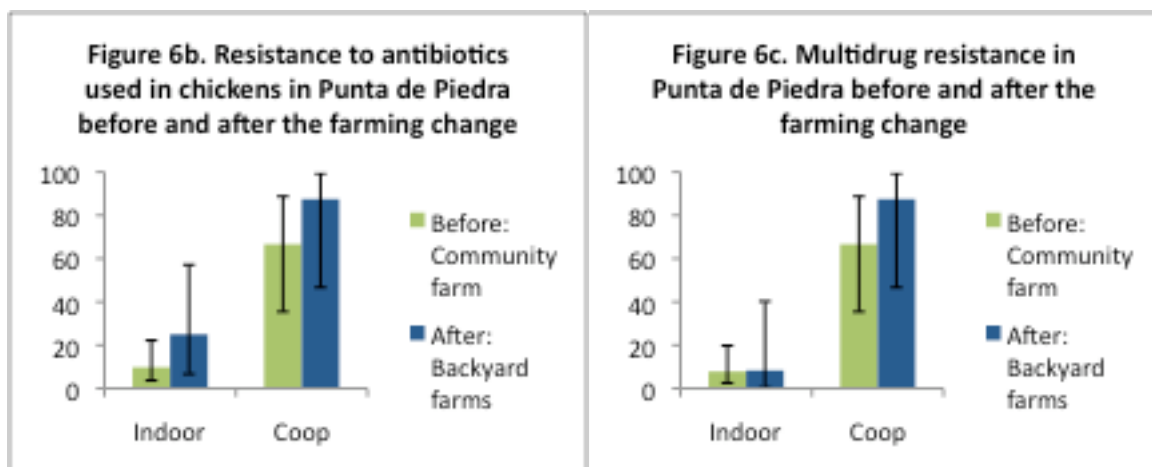 Figure 6b. Resistance to antibiotics
used in chickens in Punta de Piedra
before and after the farming change
100
80
60
40
20
0
Indoor
Coop
Before:
Community
farm
After:
Backyard
farms
Figure 6c. Multidrug resistance in
Punta de Piedra before and after the
farming change
100
80
60
40
20
0
Indoor
Coop
Before:
Community
farm
After:
Backyard
farms